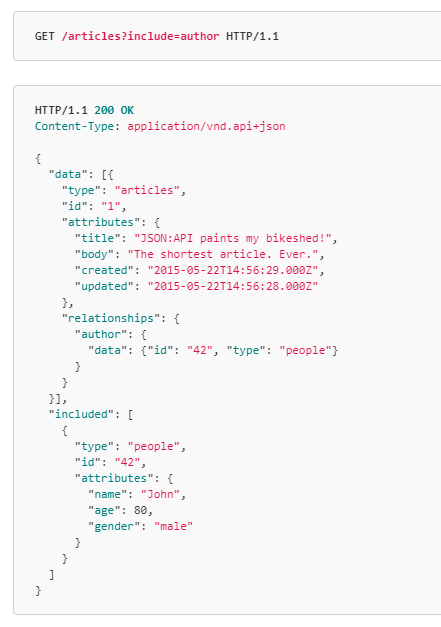 GET /articles?include=author HTTP/1.1
HTTP/1.1 200 OK
Content-Type: application/vnd.api+json
{
  "data": [{
    "type": "articles",
    "id": "1",
    "attributes": {
      "title": "JSON:API paints my bikeshed!",
      "body": "The shortest article. Ever.",
      "created": "2015-05-22T14:56:29.000Z",
      "updated": "2015-05-22T14:56:28.000Z"
    },
    "relationships": {
      "author": {
        "data": {"id": "42", "type": "people"}
      }
    }
  }],
  "included": [
    {
      "type": "people",
      "id": "42",
      "attributes": {
        "name": "John",
        "age": 80,
        "gender": "male"
      }
    }
  ]
}